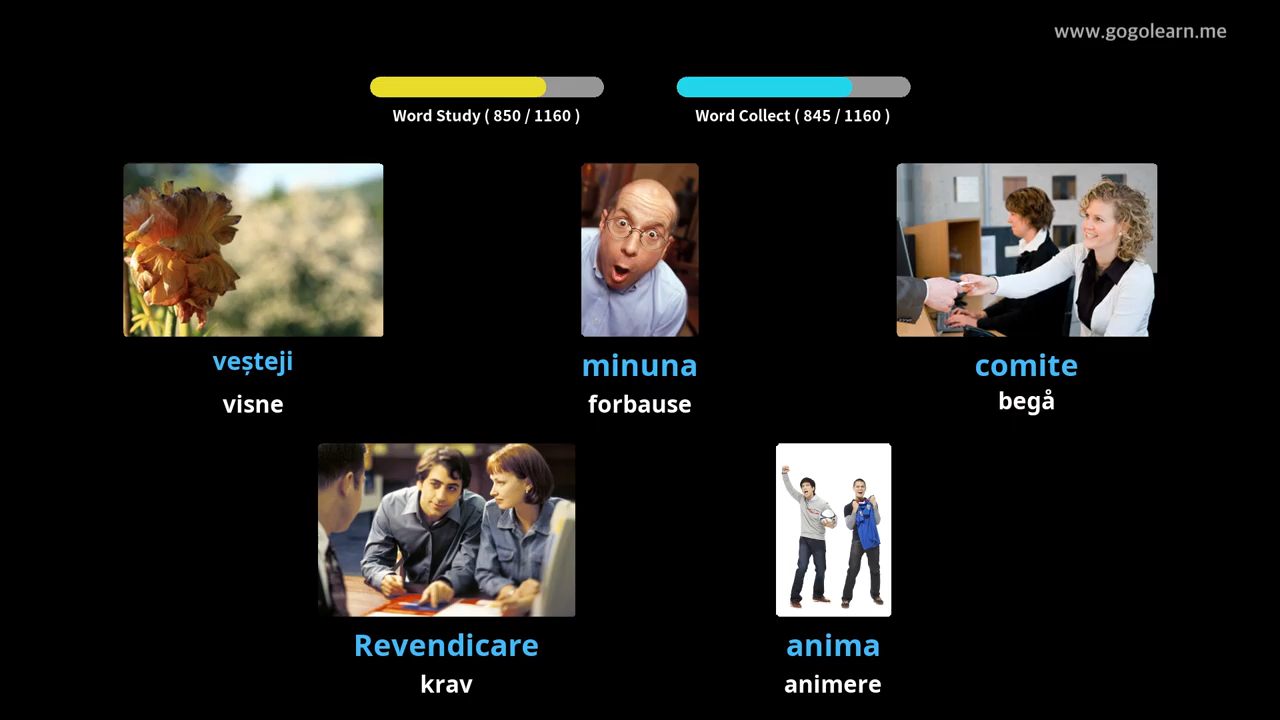 www.gogolearn.me
Word Study ( 850 / 1160 )
Word Collect ( 845 / 1160 )
veșteji
minuna
comite
visne
forbause
begå
Revendicare
anima
krav
animere